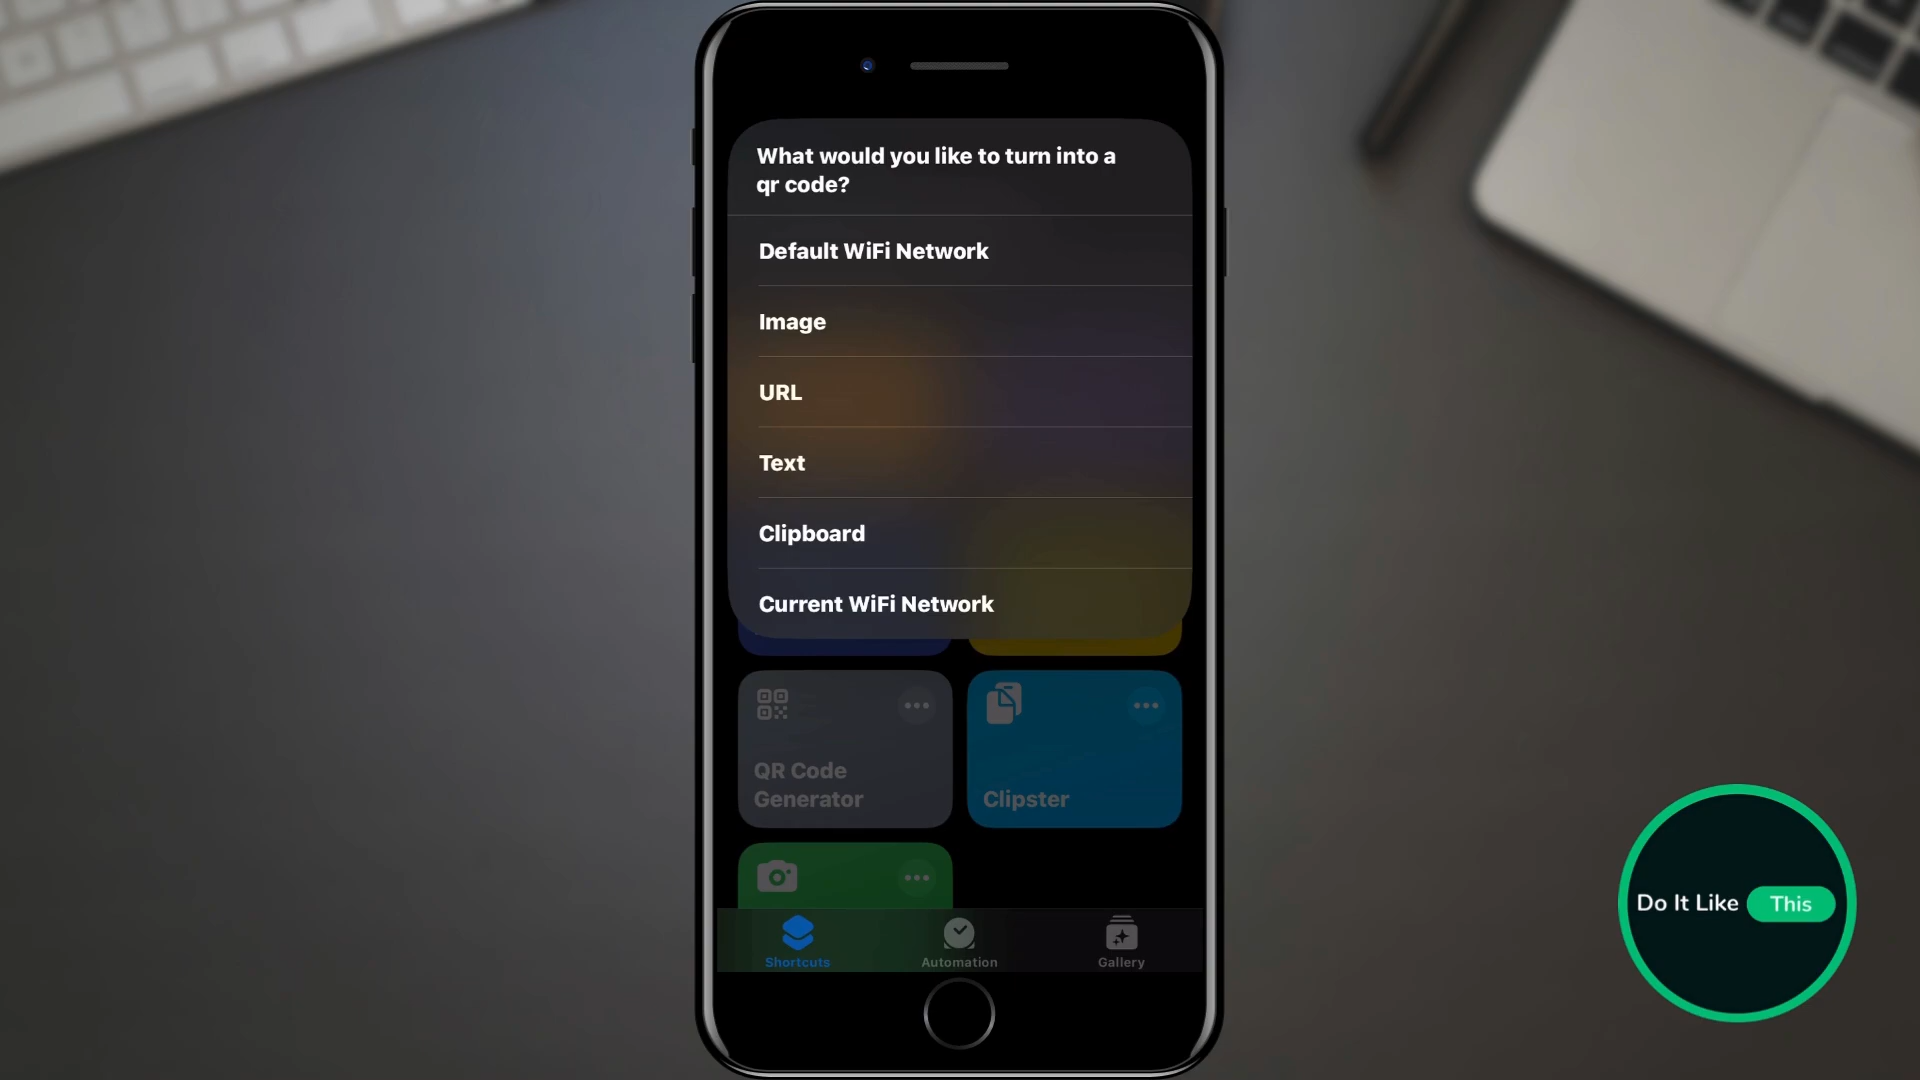 What would you like to turn into a
qr code?
Default WiFi Network
Image
URL
Text
Clipboard
Current WiFi Network
QR Code
Generator
Clipster
Shortcuts
Automation
Gallery
Do It Like This